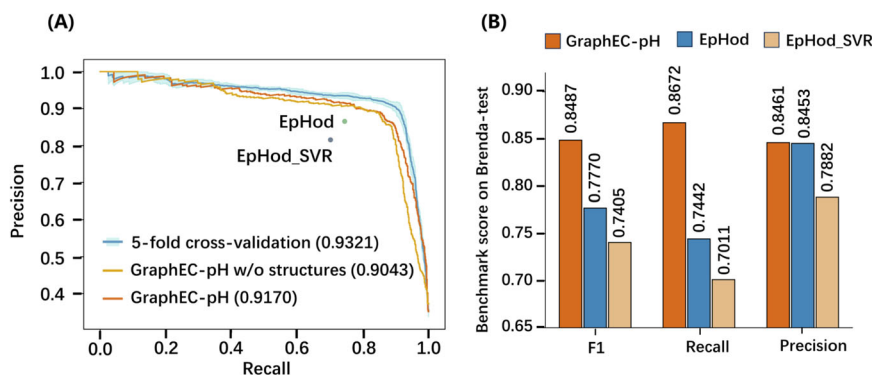 (A)
1.0
0.9
0.8
0.7
0.6
0.5
0.4
Precision
EpHod
EpHod_SVR
5-fold cross-validation (0.9321)
GraphEC-pH w/o structures (0.9043)
GraphEC-pH (0.9170)
0.0 0.2 0.4 0.6 0.8 1.0
Recall
(B)
GraphEC-pH EpHod EpHod_SVR
Benchmark score on Brenda-test
0.90
0.85
0.80
0.75
0.70
0.65
0.8487
0.7770
0.7405
0.8672
0.7442
0.7011
0.8461
0.8453
0.7882
F1 Recall Precision